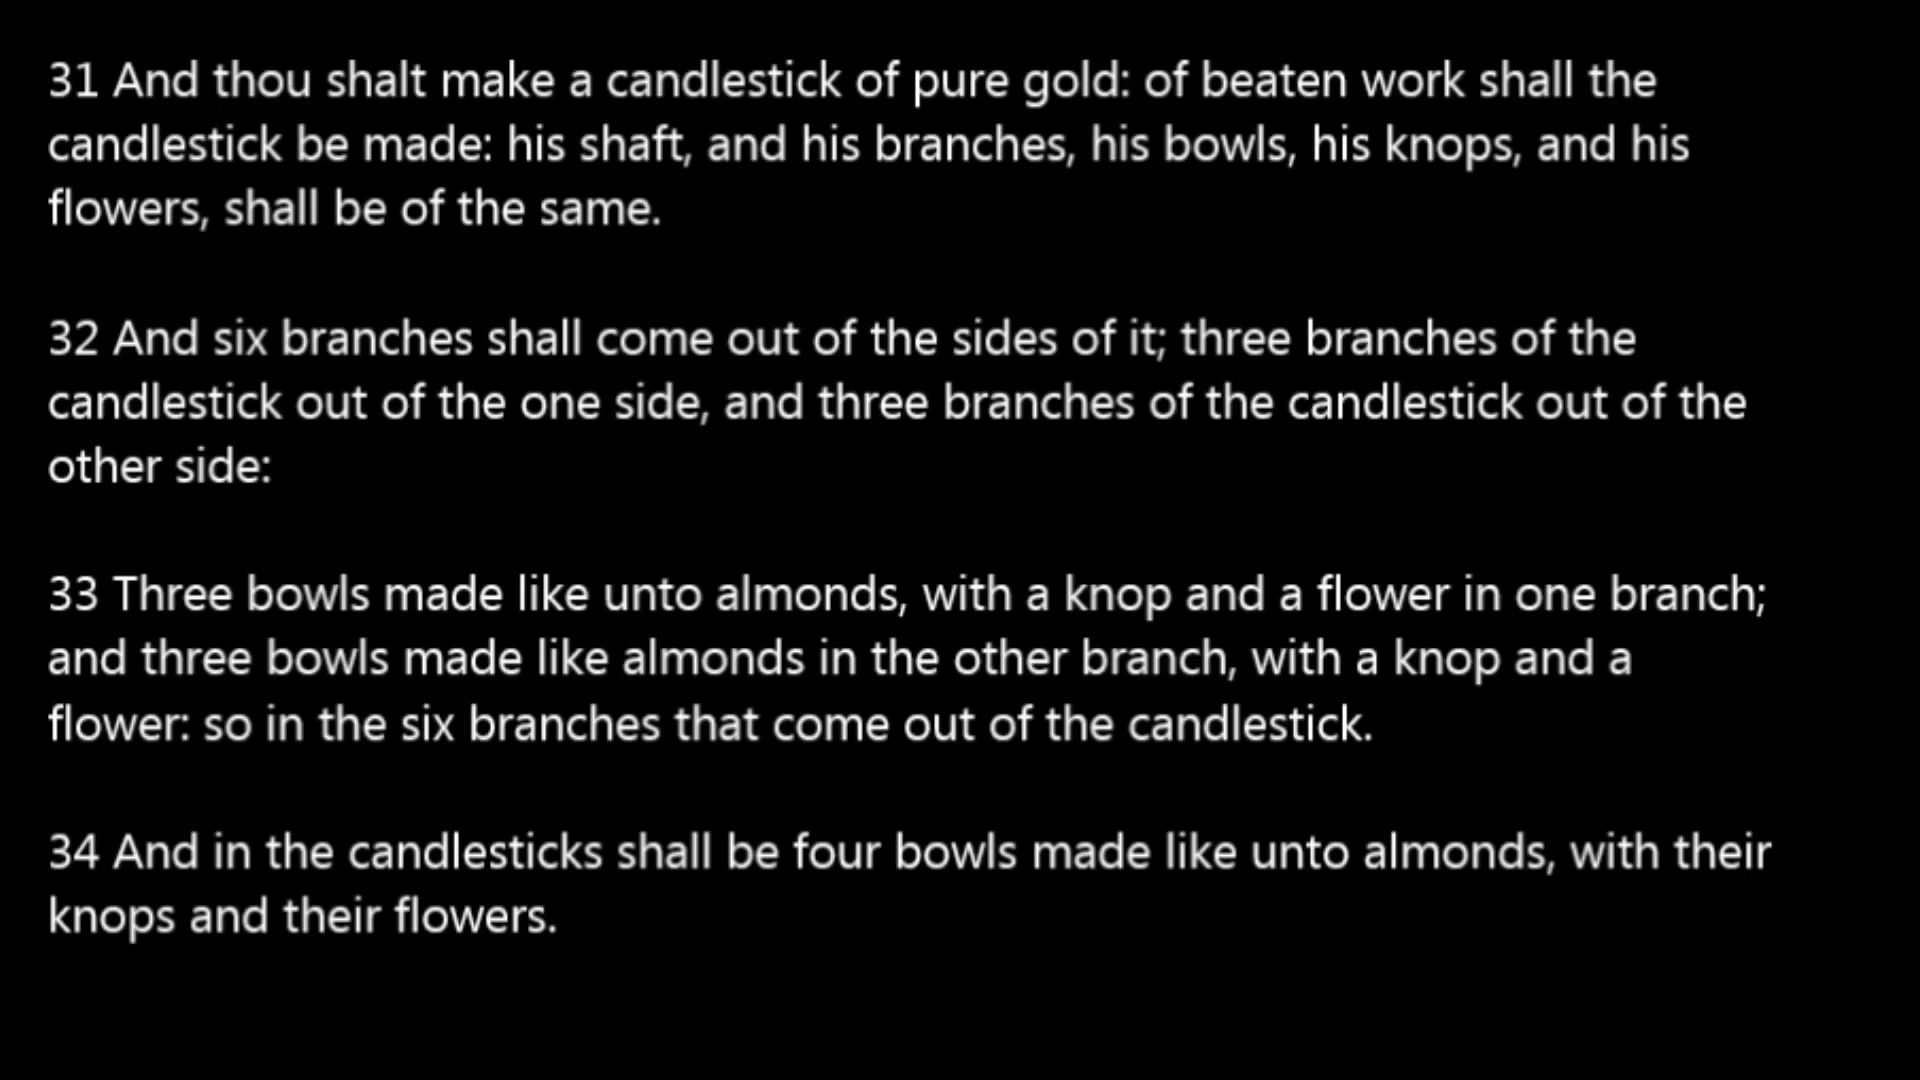 31 And thou shalt make a candlestick of pure gold: of beaten work shall the
candlestick be made: his shaft, and his branches, his bowls, his knops, and his
flowers, shall be of the same.
32 And six branches shall come out of the sides of it; three branches of the
candlestick out of the one side, and three branches of the candlestick out of the
other side:
33 Three bowls made like unto almonds, with a knop and a flower in one branch;
and three bowls made like almonds in the other branch, with a knop and a
flower: so in the six branches that come out of the candlestick.
34 And in the candlesticks shall be four bowls made like unto almonds, with their
knops and their flowers.